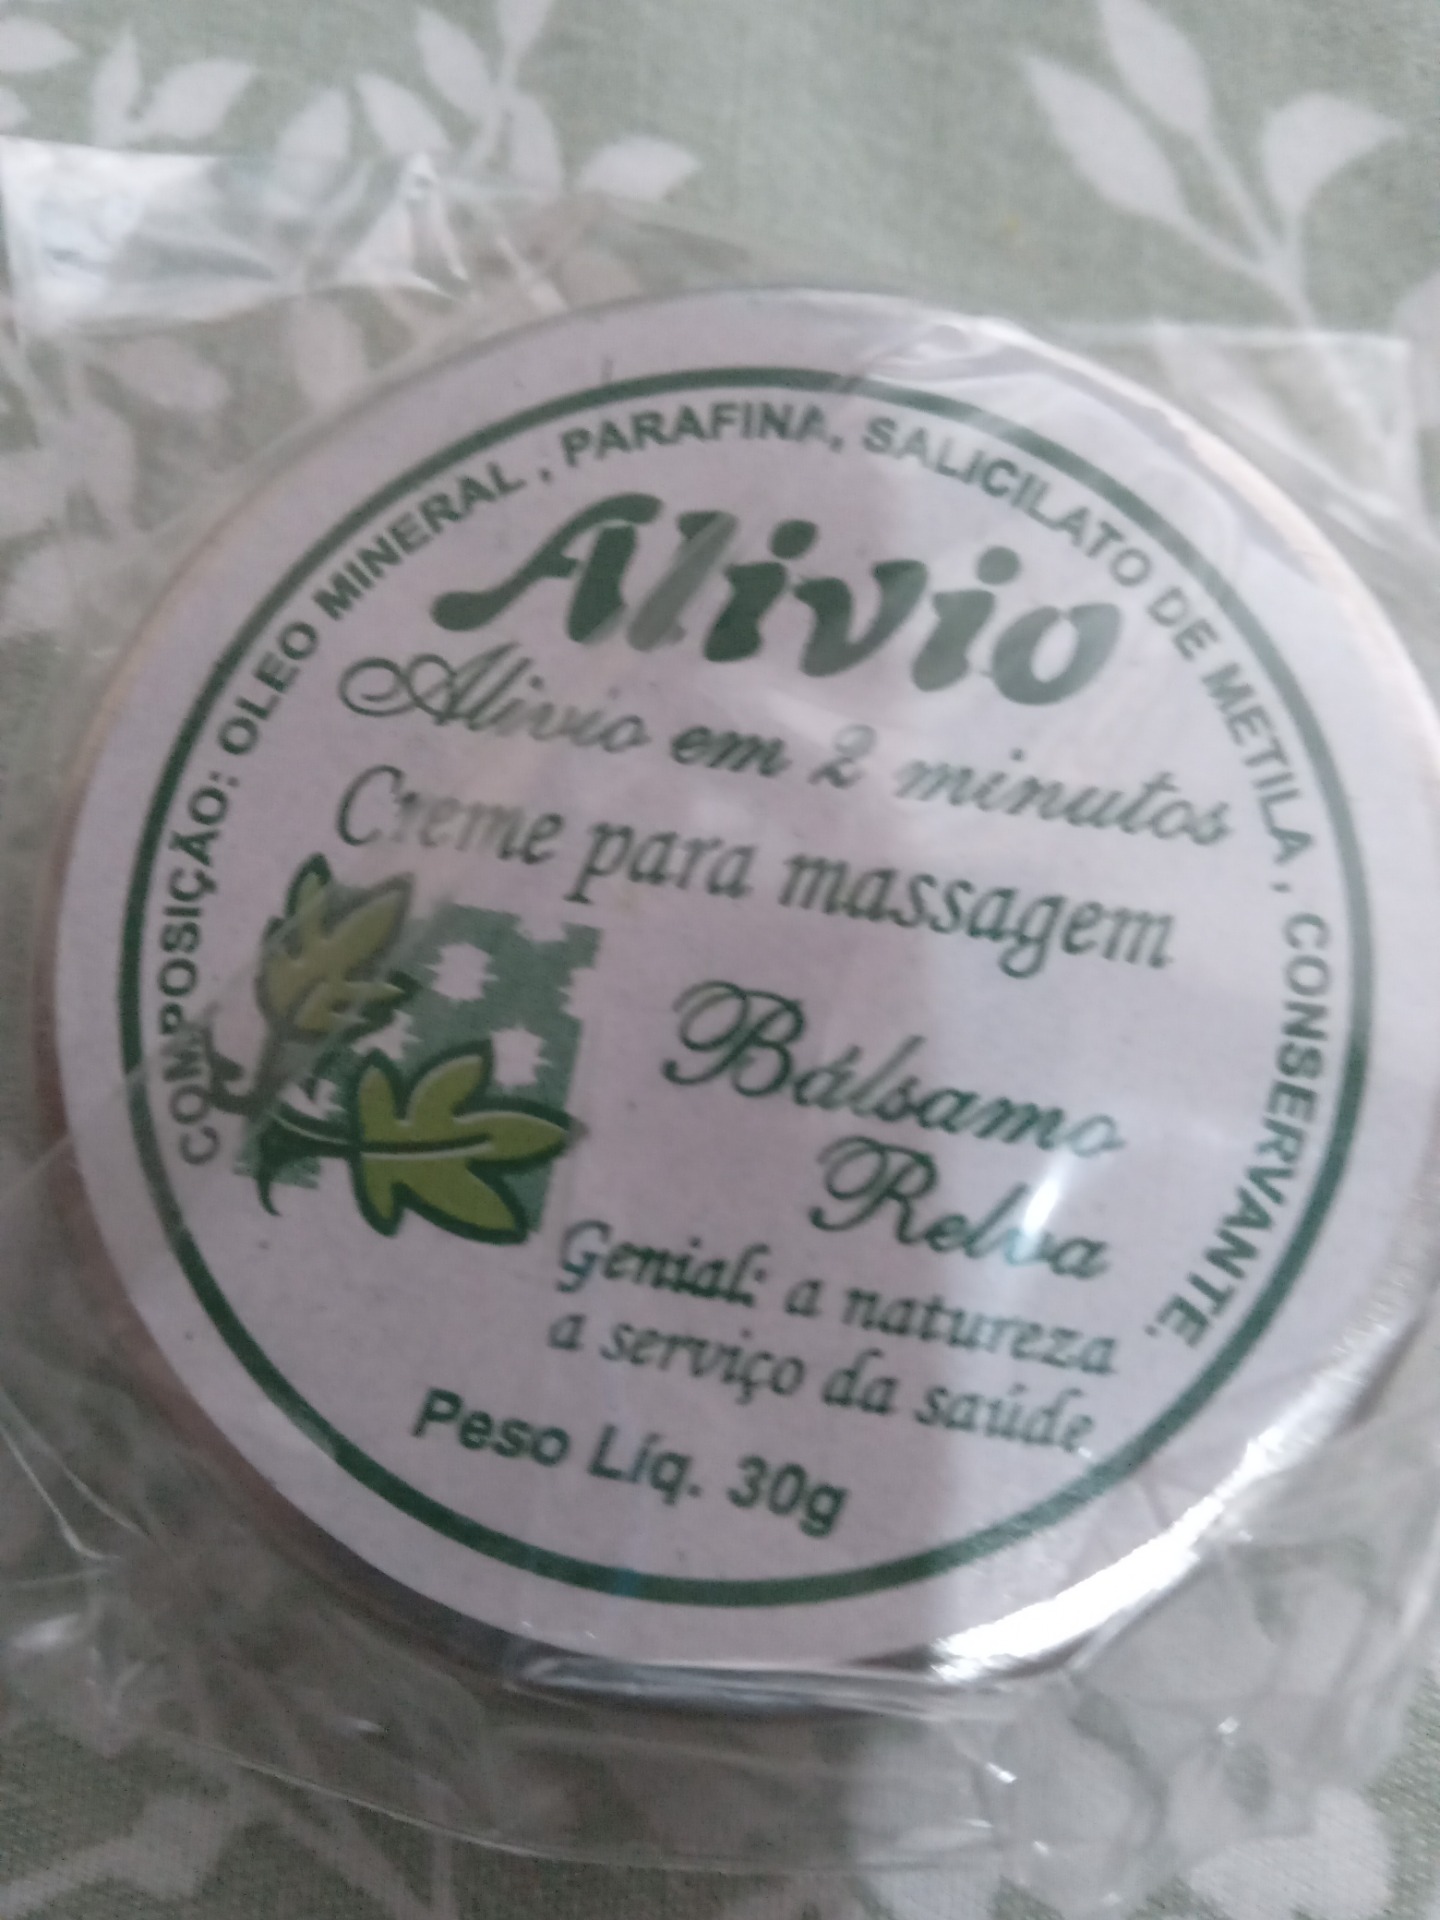 COMPOSIÇÃO: OLEO MINERAL , PARAFINA, SALICILATO DE METILA , CONSERVANTE.
Alivio
Alivio em 2 minutos
Creme para massagem
Bálsamo
Relva
Genial: a natureza
a serviço da saúde
Peso Líq. 30g